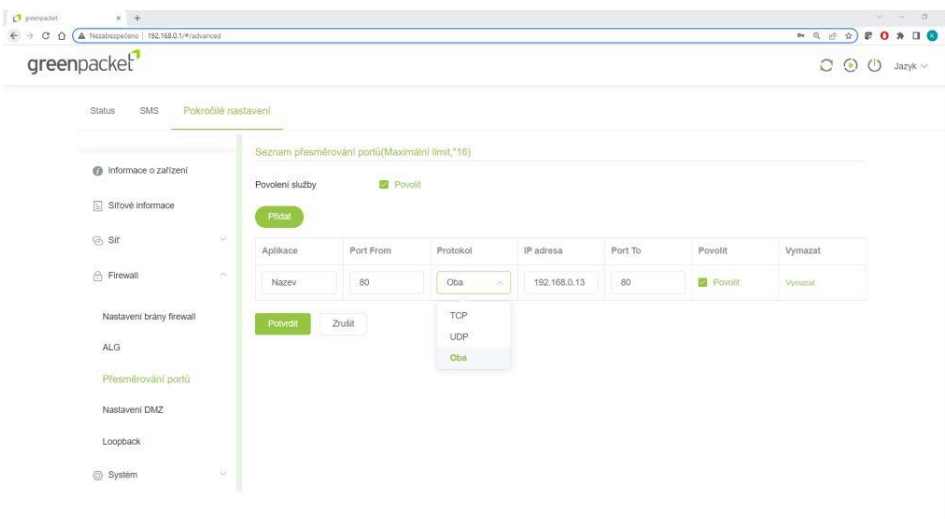 greenpacket
Nezabezpečeno | 192.168.0.1/#/advanced
greenpacket
Jazyk
Status SMS Pokročilé nastavení
Seznam přesměrování portů(Maximální limit,"16)
Informace o zařízení
Povolení služby Povolit
Síťové informace
Přidat
Síť
Aplikace Port From Protokol IP adresa Port To Povolit Vymazat
Firewall
Nazev 80 Oba 192.168.0.13 80 Povolit Vymazat
Nastavení brány firewall
Potvrdit Zrušit
TCP
UDP
Oba
ALG
Přesměrování portů
Nastavení DMZ
Loopback
Systém